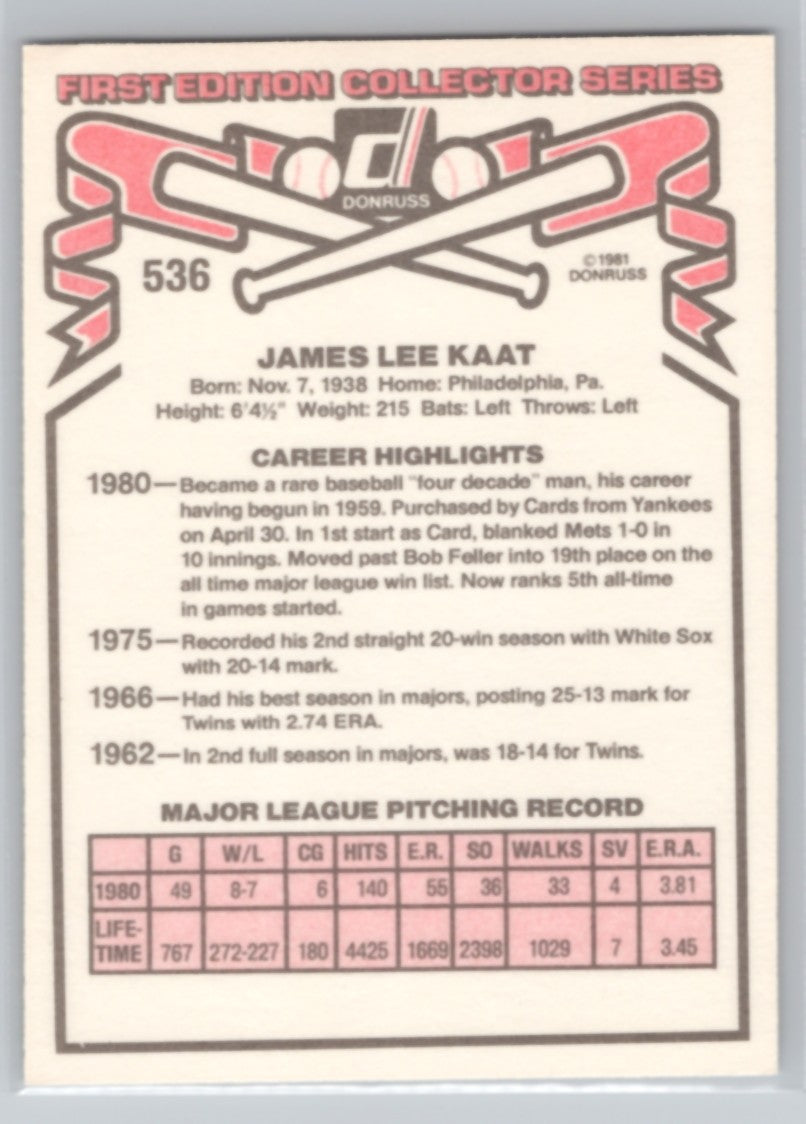 FIRST EDITION COLLECTOR SERIES
d
DONRUSS
536
©1981
DONRUSS
JAMES LEE KAAT
Born: Nov. 7, 1938 Home: Philadelphia, Pa.
Height: 6'4½" Weight: 215 Bats: Left Throws: Left
CAREER HIGHLIGHTS
1980—Became a rare baseball "four decade" man, his career
having begun in 1959. Purchased by Cards from Yankees
on April 30. In 1st start as Card, blanked Mets 1-0 in
10 innings. Moved past Bob Feller into 19th place on the
all time major league win list. Now ranks 5th all-time
in games started.
1975—Recorded his 2nd straight 20-win season with White Sox
with 20-14 mark.
1966—Had his best season in majors, posting 25-13 mark for
Twins with 2.74 ERA.
1962—In 2nd full season in majors, was 18-14 for Twins.
MAJOR LEAGUE PITCHING RECORD
G W/L CG HITS E.R. SO WALKS SV E.R.A.
1980 49 8-7 6 140 55 36 33 4 3.81
LIFE-
TIME 767 272-227 180 4425 1669 2398 1029 7 3.45